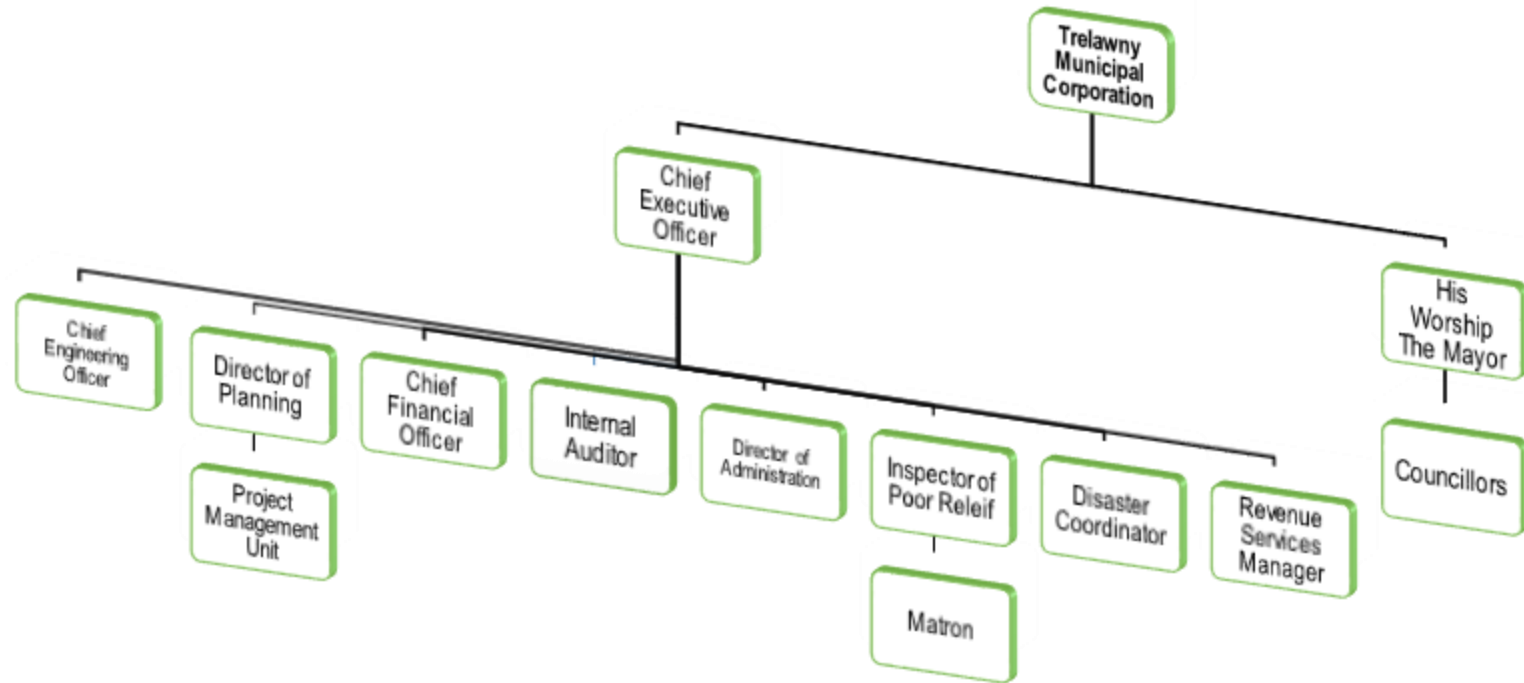 Trelawny
Municipal
Corporation
Chief
Executive
Officer
His
Worship
The Mayor
Chief
Engineering
Officer
Director of
Planning
Chief
Financial
Officer
Internal
Auditor
Director of
Administration
Inspector of
Poor Releif
Disaster
Coordinator
Revenue
Services
Manager
Councillors
Project
Management
Unit
Matron